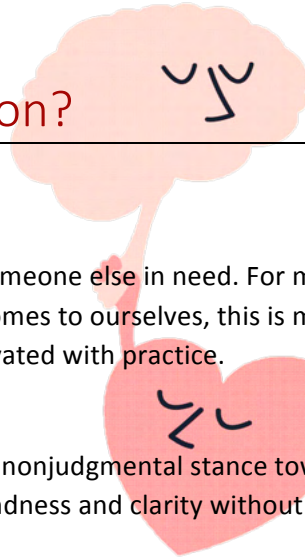 on?
meone else in need. For m
omes to ourselves, this is m
vated with practice.
nonjudgmental stance tow
dness and clarity without